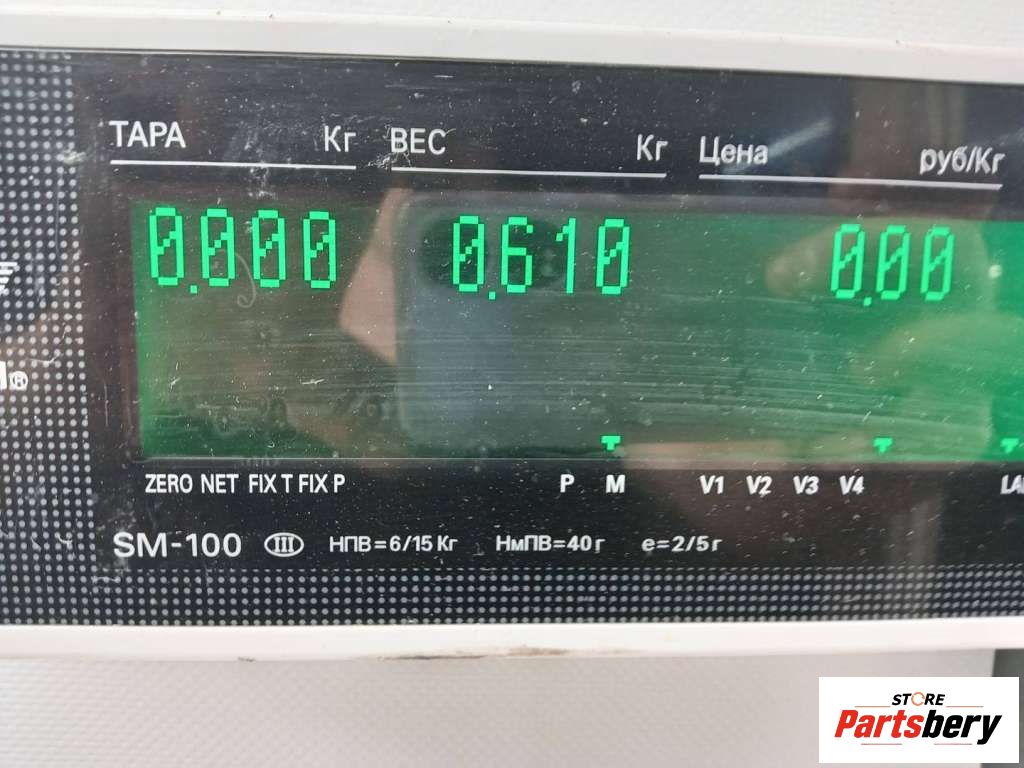 ТАРА Кг ВЕС Кг Цена руб/Кг
0.000 0.610 0.00
ZERO NET FIX T FIX P P M V1 V2 V3 V4
SM-100 III НПВ=6/15 Кг НмПВ=40 г e=2/5 г
STORE
Partsbery